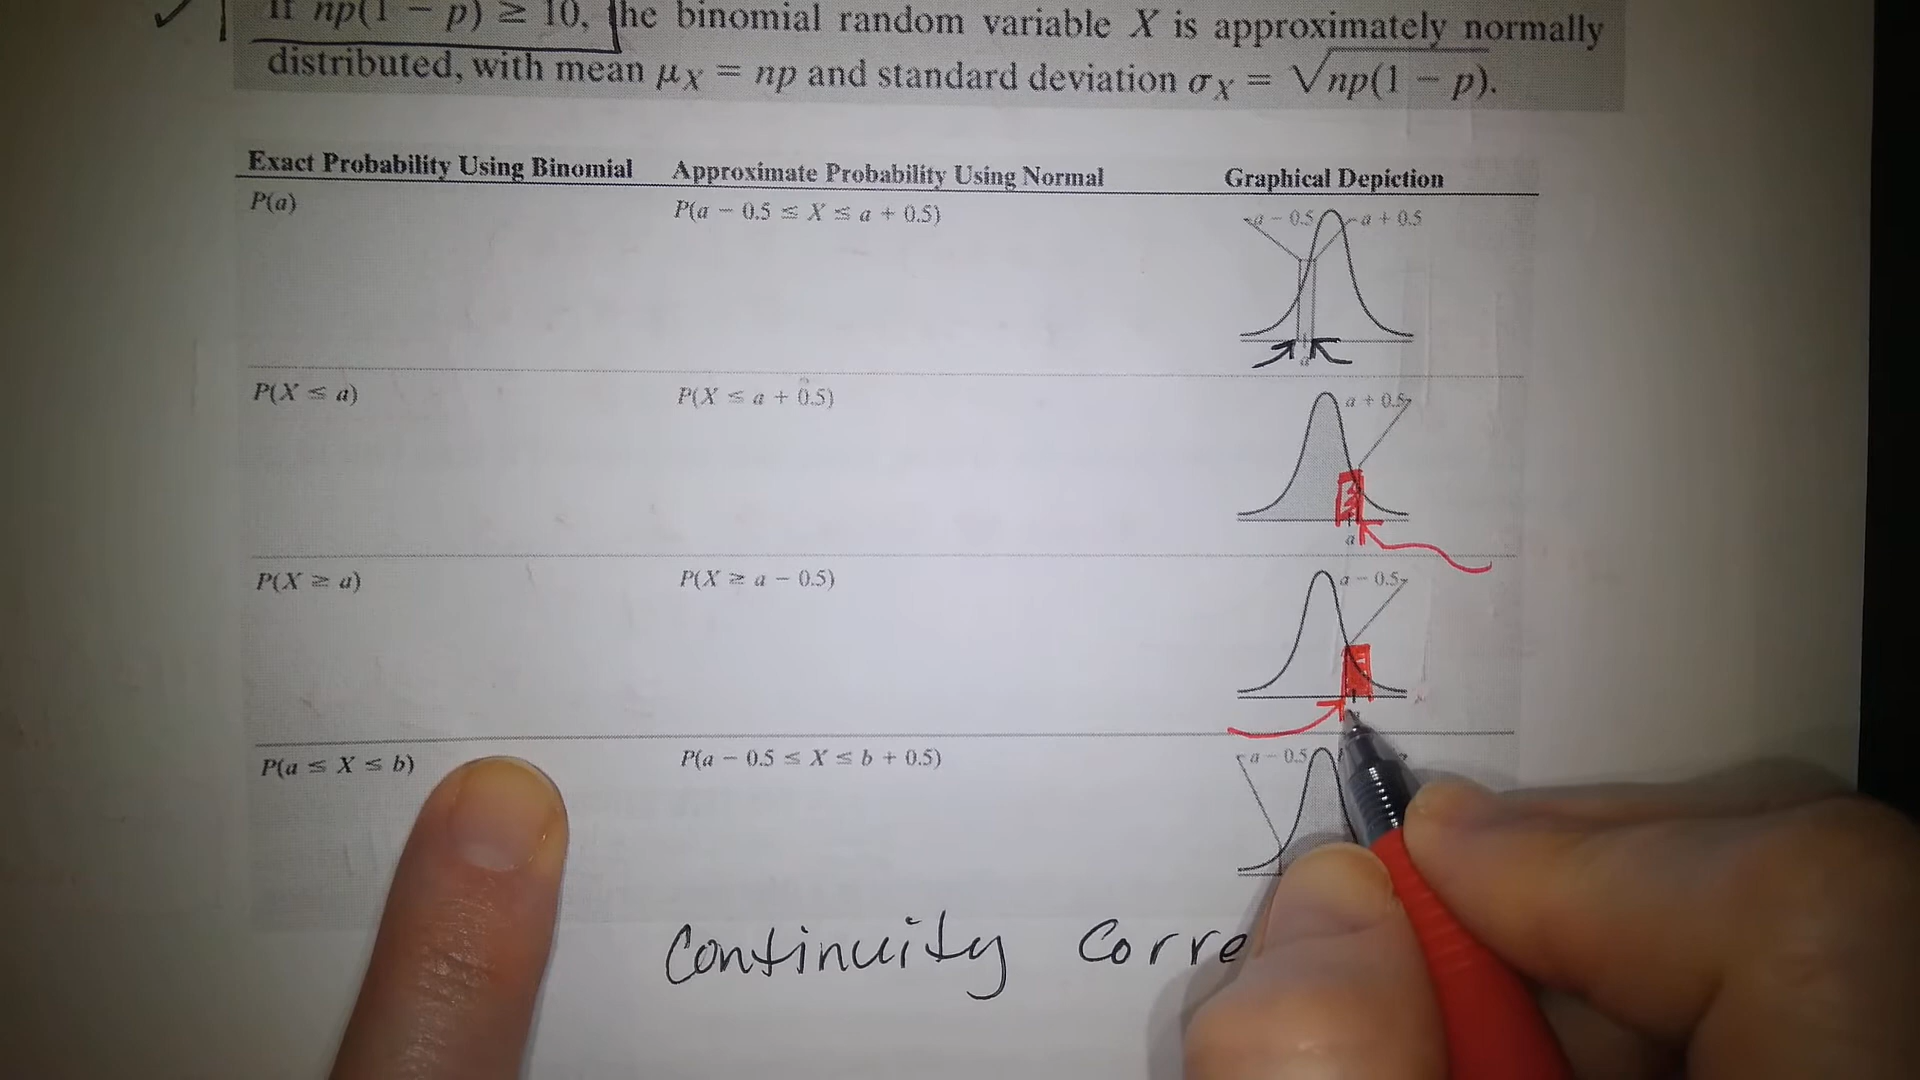 If np(1 − p) ≥ 10, the binomial random variable X is approximately normally
distributed, with mean μX = np and standard deviation σX = √np(1 − p).
Exact Probability Using Binomial Approximate Probability Using Normal Graphical Depiction
P(a) P(a − 0.5 ≤ X ≤ a + 0.5) a − 0.5 a + 0.5
a
P(X ≤ a) P(X ≤ a + 0.5) a + 0.5
a
P(X ≥ a) P(X ≥ a − 0.5) a − 0.5
P(a ≤ X ≤ b) P(a − 0.5 ≤ X ≤ b + 0.5) a − 0.5
Continuity Corre